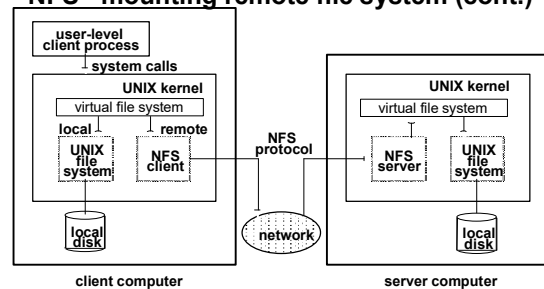 NFS - mounting remote file system (cont.)
user-level
client process
system calls
UNIX kernel
virtual file system
local
remote
UNIX
file
system
NFS
client
local
disk
client computer
NFS
protocol
network
UNIX kernel
virtual file system
NFS
server
UNIX
file
system
local
disk
server computer